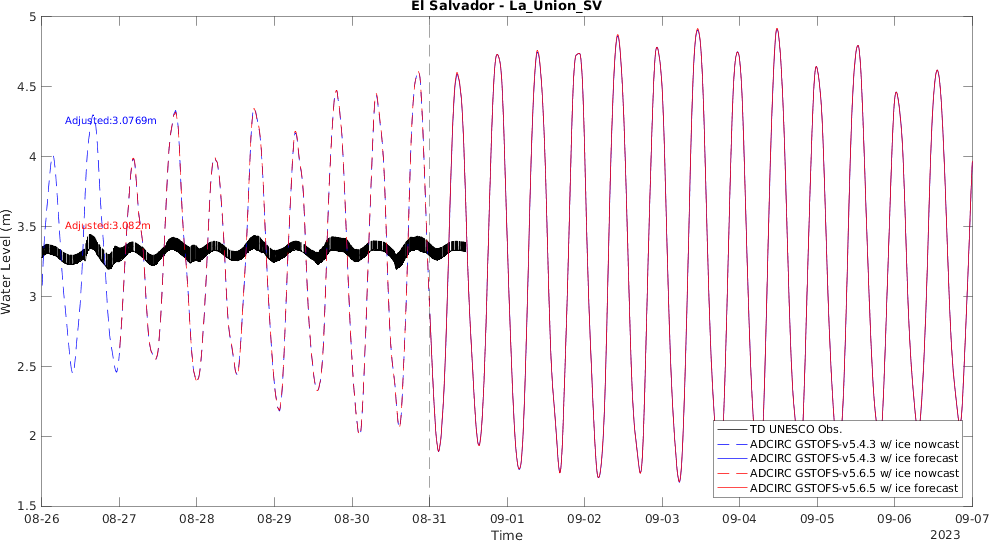 El Salvador - La_Union_SV
5
4.5
4
3.5
3
2.5
2
1.5
Water Level (m)
Adjusted:3.0769m
Adjusted:3.082m
TD UNESCO Obs.
ADCIRC GSTOFS-v5.4.3 w/ ice nowcast
ADCIRC GSTOFS-v5.4.3 w/ ice forecast
ADCIRC GSTOFS-v5.6.5 w/ ice nowcast
ADCIRC GSTOFS-v5.6.5 w/ ice forecast
08-26 08-27 08-28 08-29 08-30 08-31 09-01 09-02 09-03 09-04 09-05 09-06 09-07
Time
2023